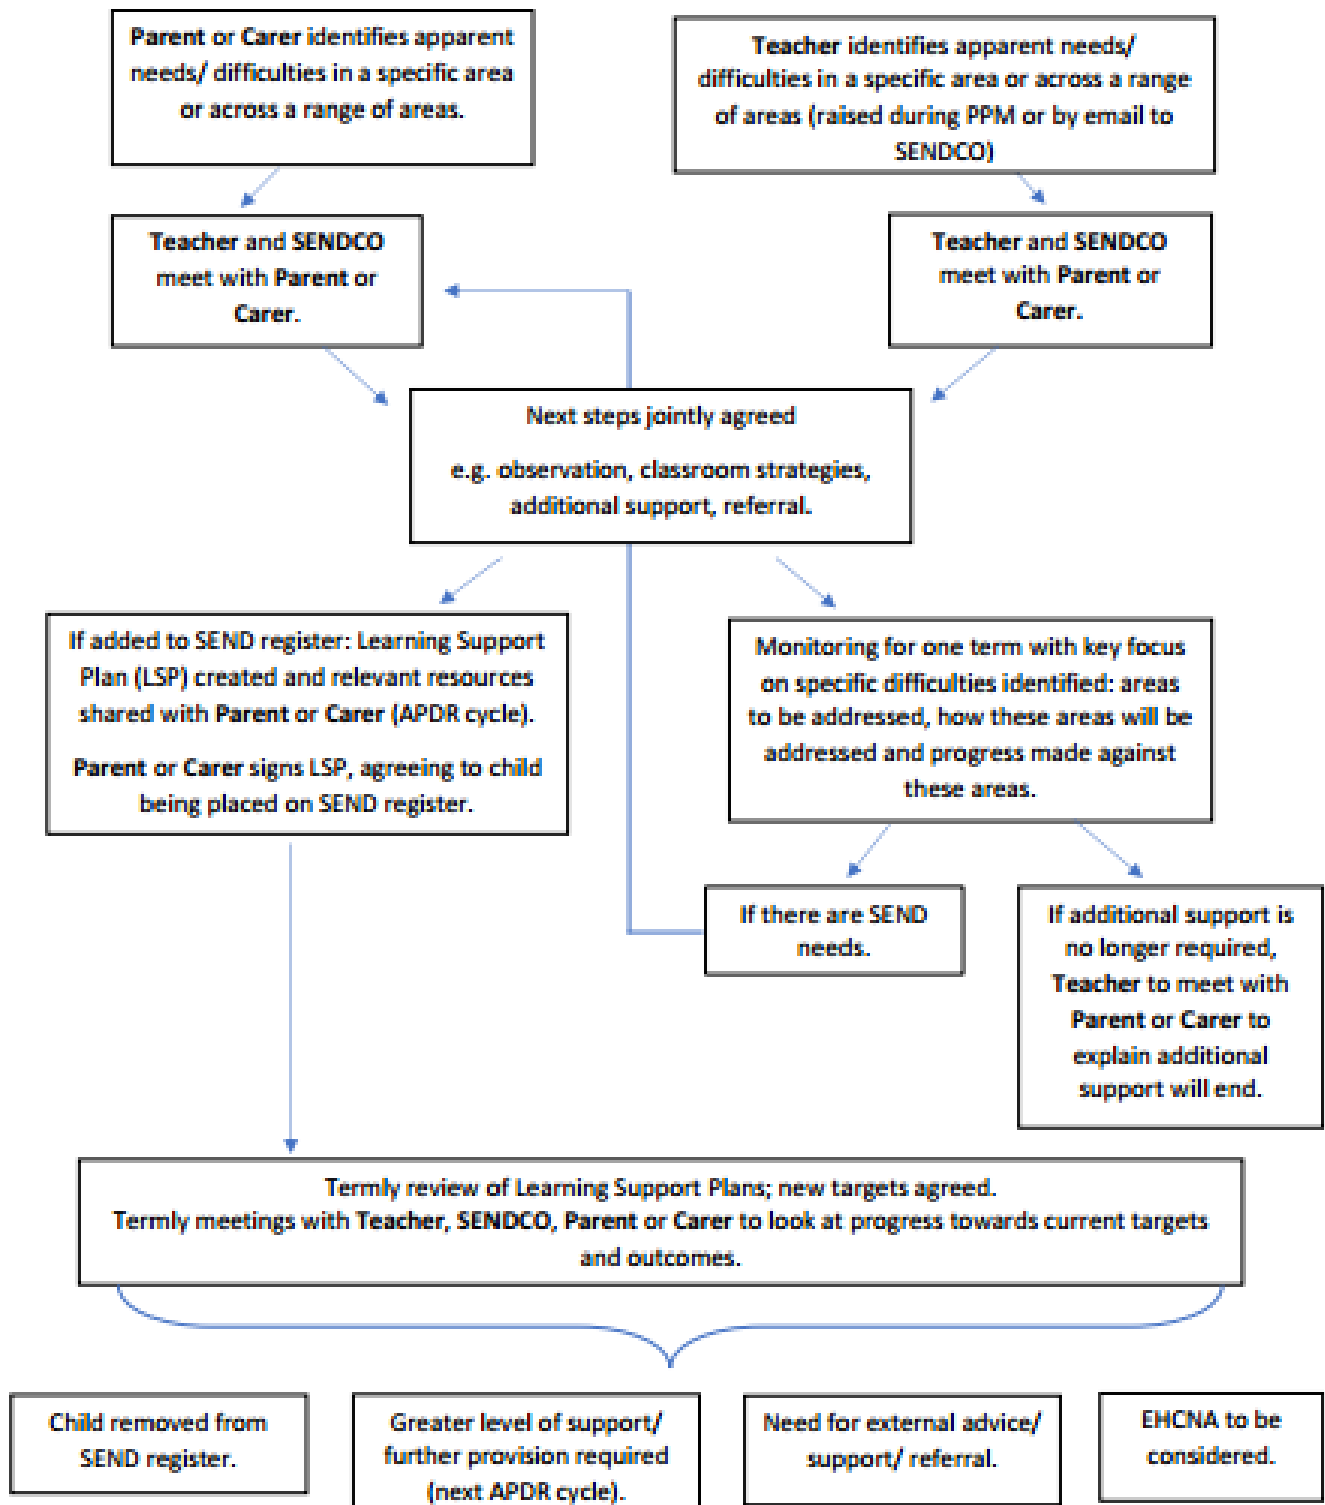 Parent or Carer identifies apparent
needs/ difficulties in a specific area
or across a range of areas.
Teacher identifies apparent needs/
difficulties in a specific area or across a range
of areas (raised during PPM or by email to
SENDCO)
Teacher and SENDCO
meet with Parent or
Carer.
Teacher and SENDCO
meet with Parent or
Carer.
Next steps jointly agreed
e.g. observation, classroom strategies,
additional support, referral.
If added to SEND register: Learning Support
Plan (LSP) created and relevant resources
shared with Parent or Carer (APDR cycle).
Parent or Carer signs LSP, agreeing to child
being placed on SEND register.
Monitoring for one term with key focus
on specific difficulties identified: areas
to be addressed, how these areas will be
addressed and progress made against
these areas.
If there are SEND
needs.
If additional support is
no longer required,
Teacher to meet with
Parent or Carer to
explain additional
support will end.
Termly review of Learning Support Plans; new targets agreed.
Termly meetings with Teacher, SENDCO, Parent or Carer to look at progress towards current targets
and outcomes.
Child removed from
SEND register.
Greater level of support/
further provision required
(next APDR cycle).
Need for external advice/
support/ referral.
EHCNA to be
considered.